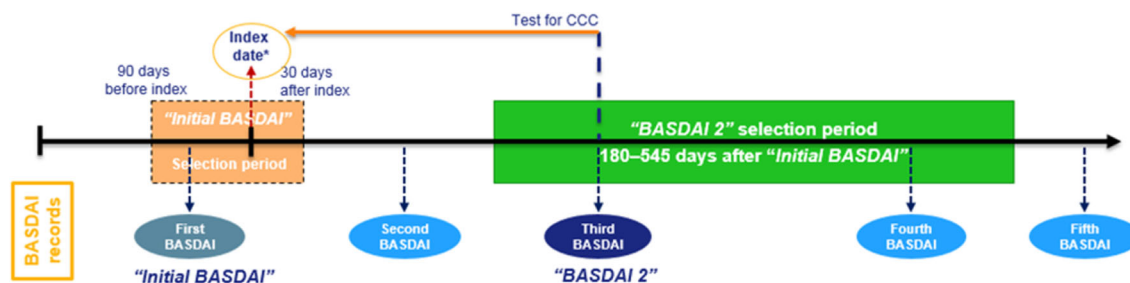 Test for CCC
Index
date*
90 days
before index
30 days
after index
“Initial BASDAI”
Selection period
“BASDAI 2” selection period
180–545 days after “Initial BASDAI”
BASDAI
records
First
BASDAI
Second
BASDAI
Third
BASDAI
Fourth
BASDAI
Fifth
BASDAI
“Initial BASDAI”
“BASDAI 2”